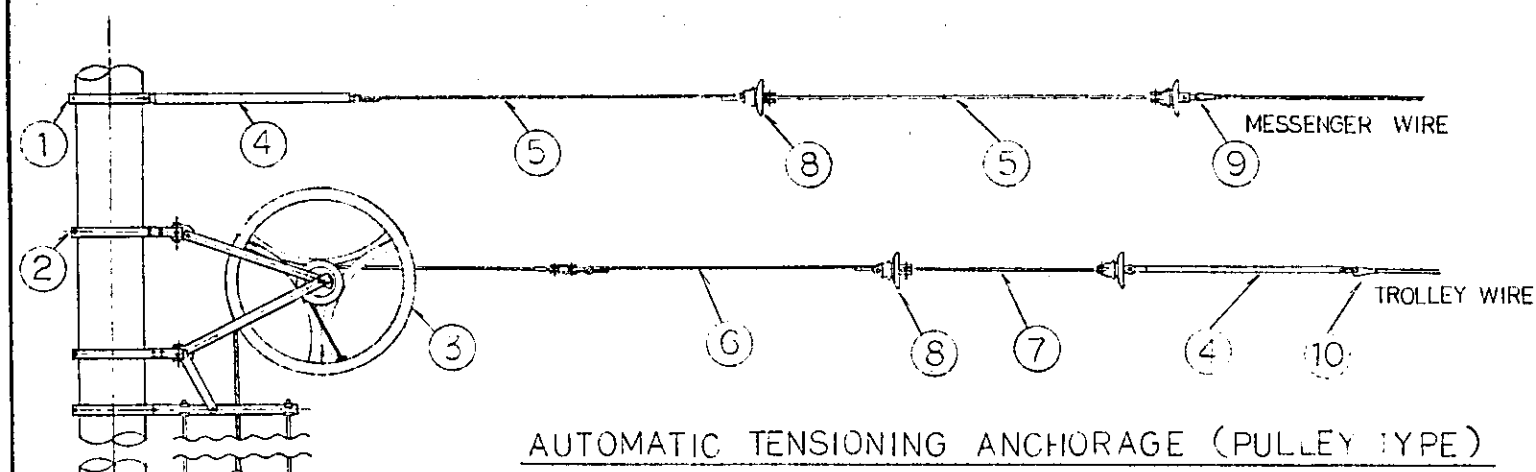 ① ④ ⑤ ⑧ ⑤ ⑨
MESSENGER WIRE
② ③ ⑥ ⑧ ⑦ ④ ⑩
TROLLEY WIRE
AUTOMATIC TENSIONING ANCHORAGE (PULLEY TYPE)